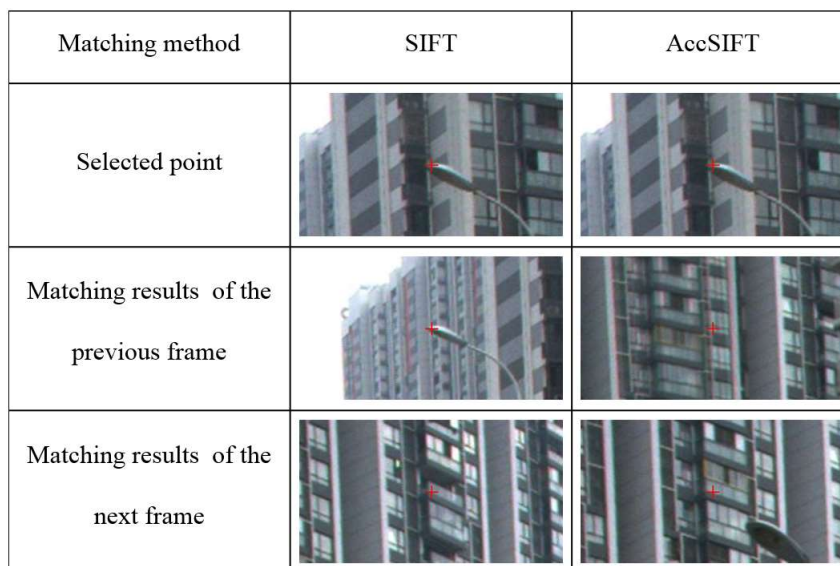 Matching method
SIFT
AccSIFT
Selected point
Matching results of the
previous frame
Matching results of the
next frame